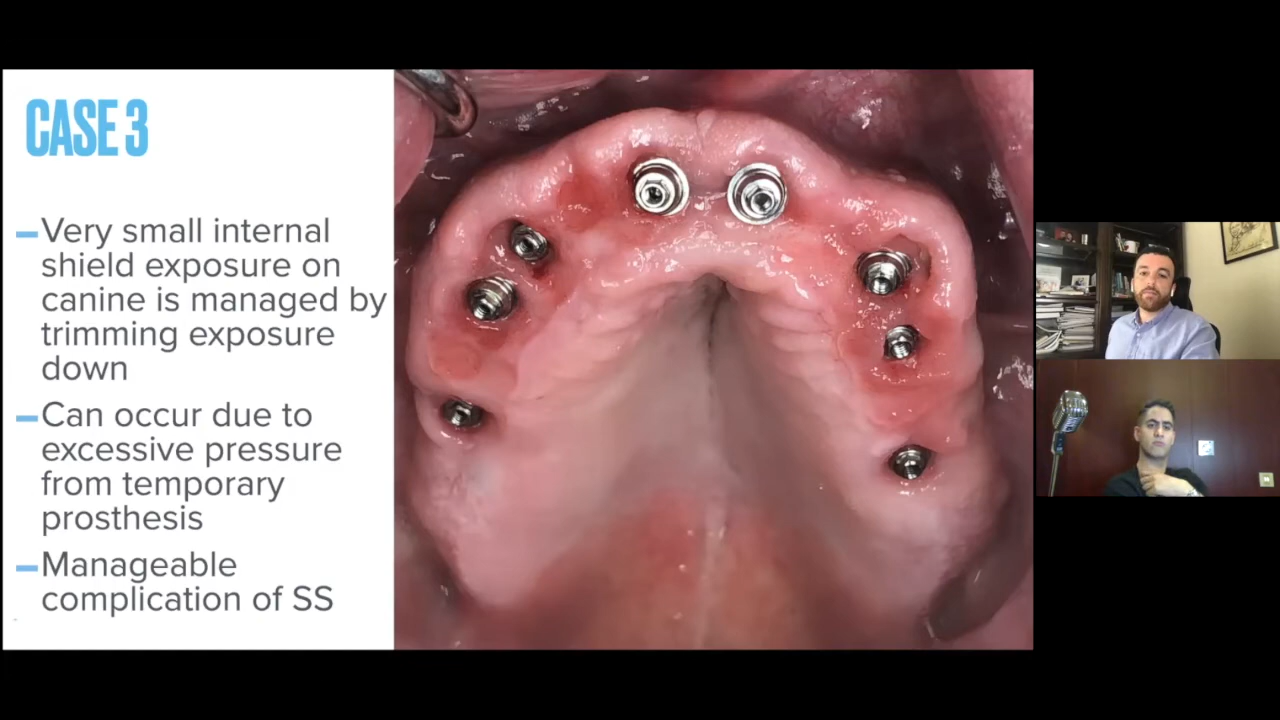 CASE 3
Very small internal
shield exposure on
canine is managed by
trimming exposure
down
Can occur due to
excessive pressure
from temporary
prosthesis
Manageable
complication of SS